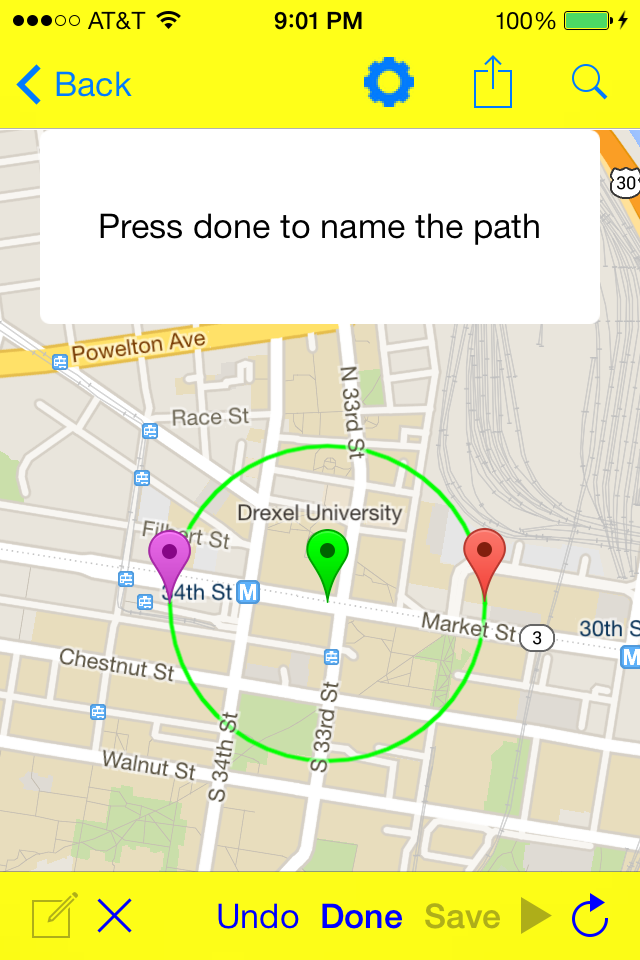 AT&T 9:01 PM 100%
Back
30
Press done to name the path
Powelton Ave
N 33rd St
Race St
Drexel University
Filbert St
34th St M
Market St 3 30th S
M
Chestnut St
S 33rd St
S 34th St
Walnut St
Undo Done Save